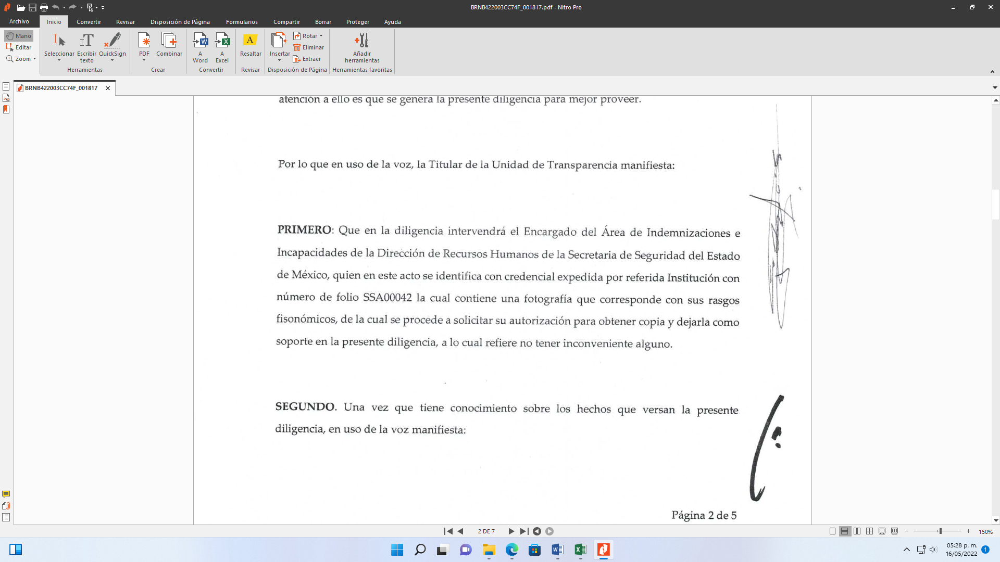 BRNB422003CC74F_001817.pdf - Nitro Pro
Archivo Inicio Convertir Revisar Disposición de Página Formularios Compartir Borrar Proteger Ayuda
Mano
Editar
Zoom
Seleccionar
Escribir texto
QuickSign
Herramientas
PDF
Combinar
Crear
A Word
A Excel
Convertir
Resaltar
Revisar
Insertar
Rotar
Eliminar
Extraer
Disposición de Página
Añadir herramientas
Herramientas favoritas
BRNB422003CC74F_001817
atención a ello es que se genera la presente diligencia para mejor proveer.
Por lo que en uso de la voz, la Titular de la Unidad de Transparencia manifiesta:
PRIMERO: Que en la diligencia intervendrá el Encargado del Área de Indemnizaciones e
Incapacidades de la Dirección de Recursos Humanos de la Secretaria de Seguridad del Estado
de México, quien en este acto se identifica con credencial expedida por referida Institución con
número de folio SSA00042 la cual contiene una fotografía que corresponde con sus rasgos
fisonómicos, de la cual se procede a solicitar su autorización para obtener copia y dejarla como
soporte en la presente diligencia, a lo cual refiere no tener inconveniente alguno.
SEGUNDO. Una vez que tiene conocimiento sobre los hechos que versan la presente
diligencia, en uso de la voz manifiesta:
Página 2 de 5
2 DE 7
150%
05:28 p. m.
16/05/2022
1